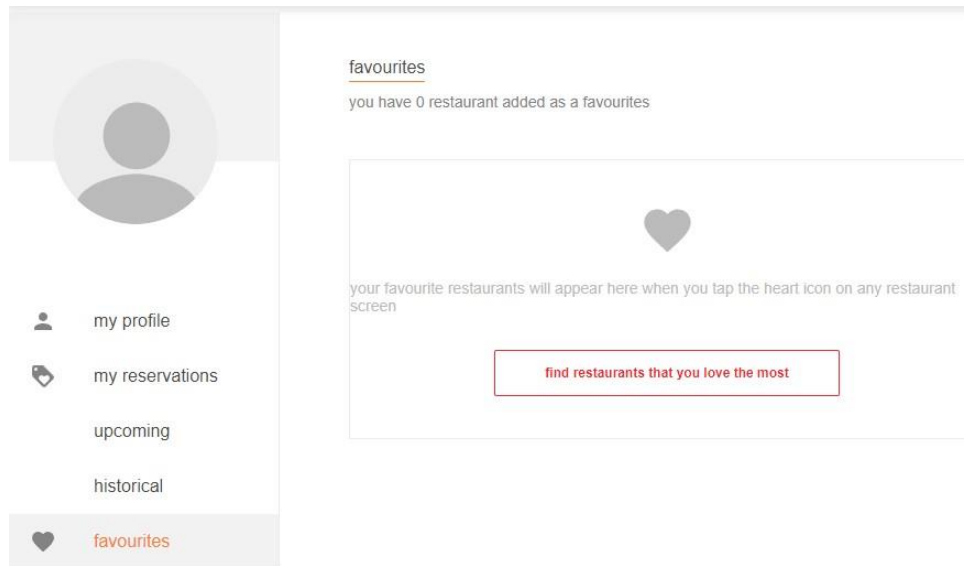 my profile
my reservations
upcoming
historical
favourites
favourites
you have 0 restaurant added as a favourites
your favourite restaurants will appear here when you tap the heart icon on any restaurant
screen
find restaurants that you love the most